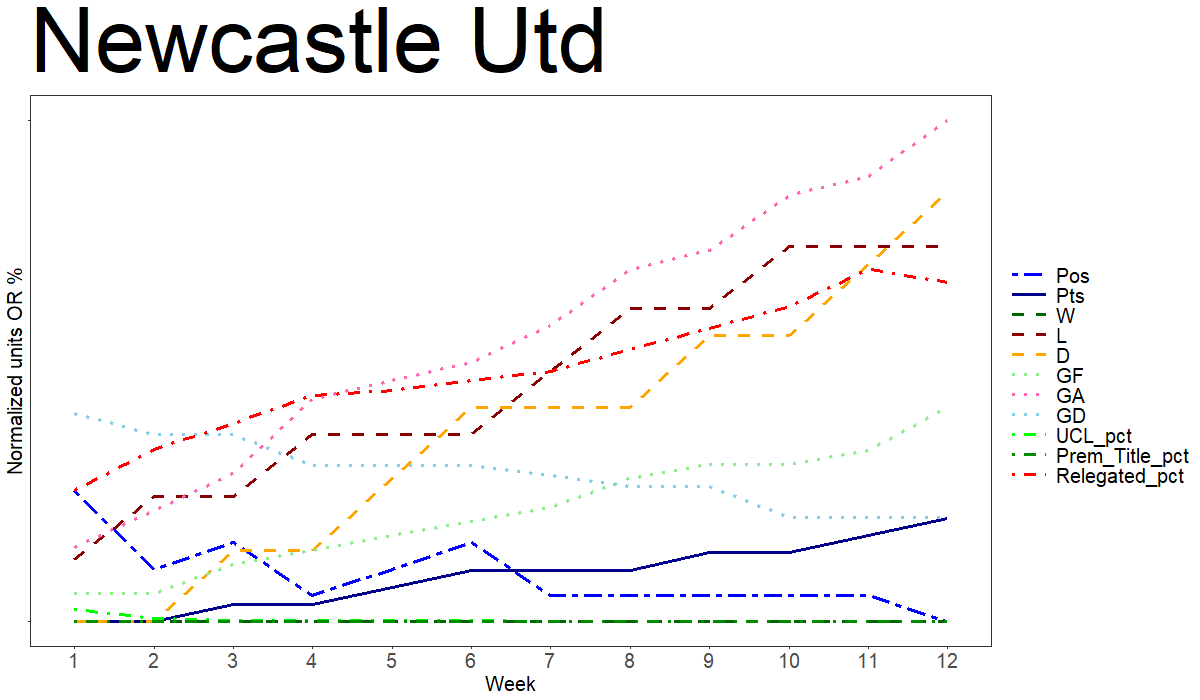 Newcastle Utd
Normalized units OR %
Pos
Pts
W
L
D
GF
GA
GD
UCL_pct
Prem_Title_pct
Relegated_pct
1 2 3 4 5 6 7 8 9 10 11 12
Week